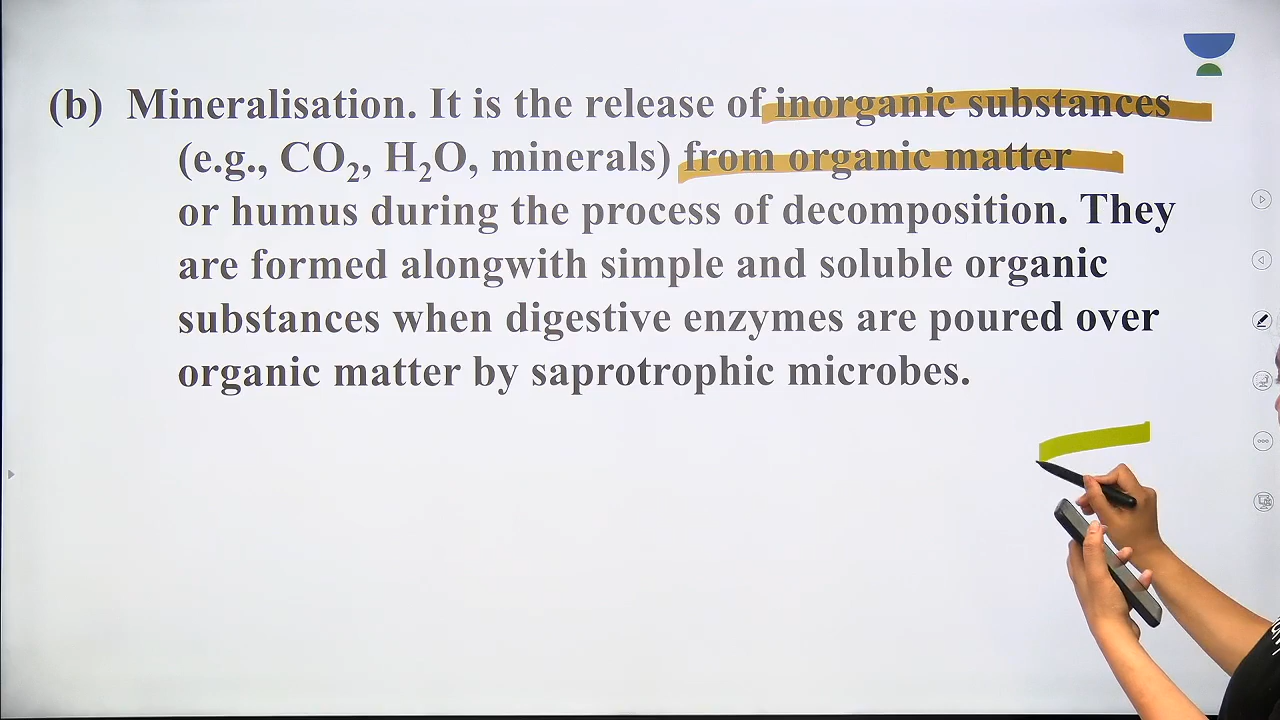 (b) Mineralisation. It is the release of inorganic substances
(e.g., CO₂, H₂O, minerals) from organic matter
or humus during the process of decomposition. They
are formed alongwith simple and soluble organic
substances when digestive enzymes are poured over
organic matter by saprotrophic microbes.